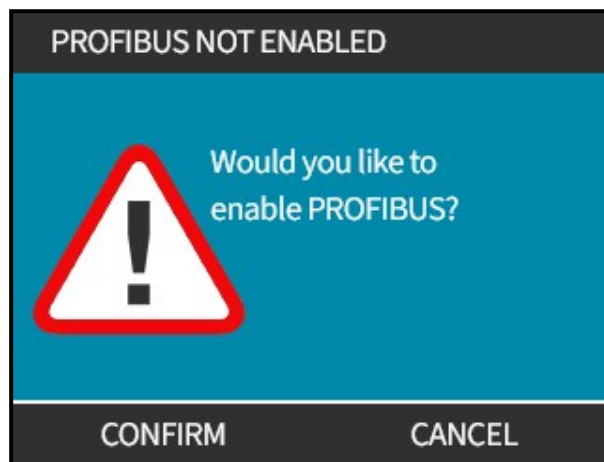 PROFIBUS NOT ENABLED
Would you like to
enable PROFIBUS?
!
CONFIRM CANCEL